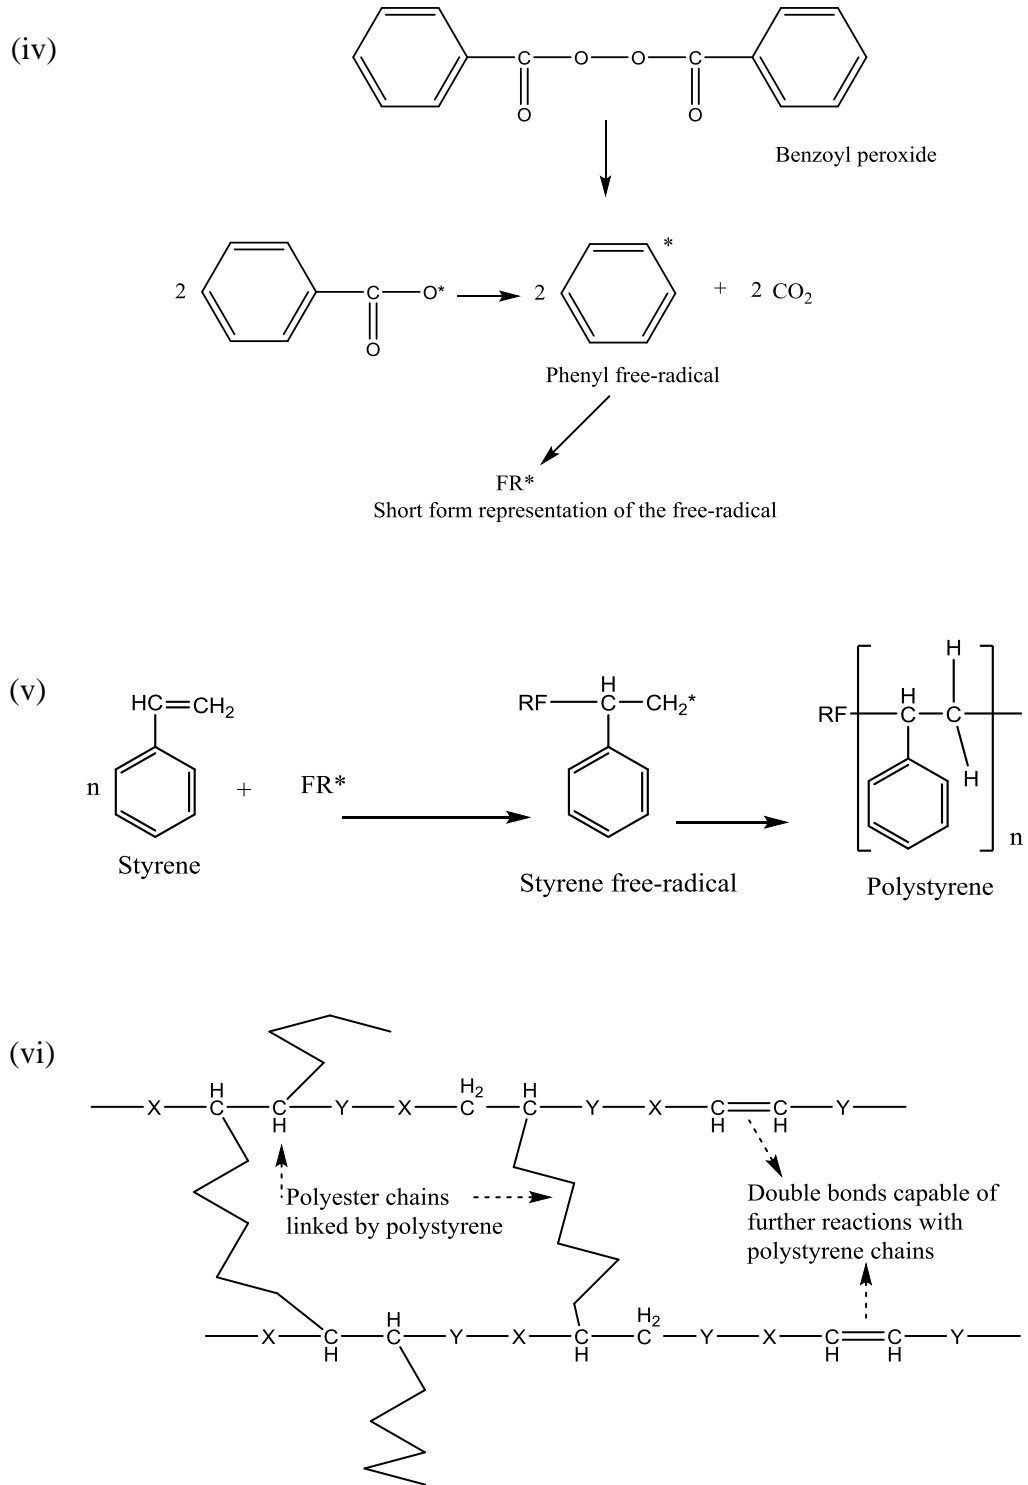 (iv)
C O O C
O O
Benzoyl peroxide
*
2 C O* 2 + 2 CO2
O
Phenyl free-radical
FR*
Short form representation of the free-radical
(v)
H
HC CH2 RF C CH2* RF H C C
H
n + FR*
n
Styrene
Styrene free-radical Polystyrene
(vi)
H H2 H
X C C Y X C C Y X C C Y
H H H
Polyester chains
linked by polystyrene
Double bonds capable of
further reactions with
polystyrene chains
H H2
X C C Y X C C Y X C C Y
H H H H